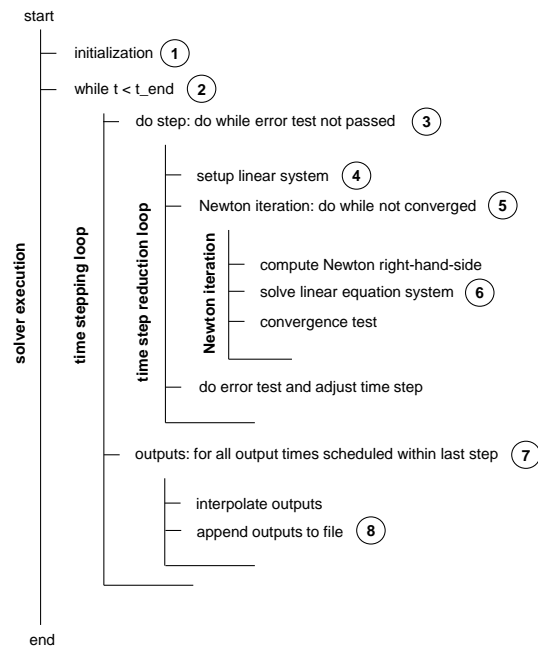 start
initialization 1
while t < t_end 2
do step: do while error test not passed 3
setup linear system 4
Newton iteration: do while not converged 5
compute Newton right-hand-side
solve linear equation system 6
convergence test
do error test and adjust time step
outputs: for all output times scheduled within last step 7
interpolate outputs
append outputs to file 8
end
solver execution
time stepping loop
time step reduction loop
Newton iteration